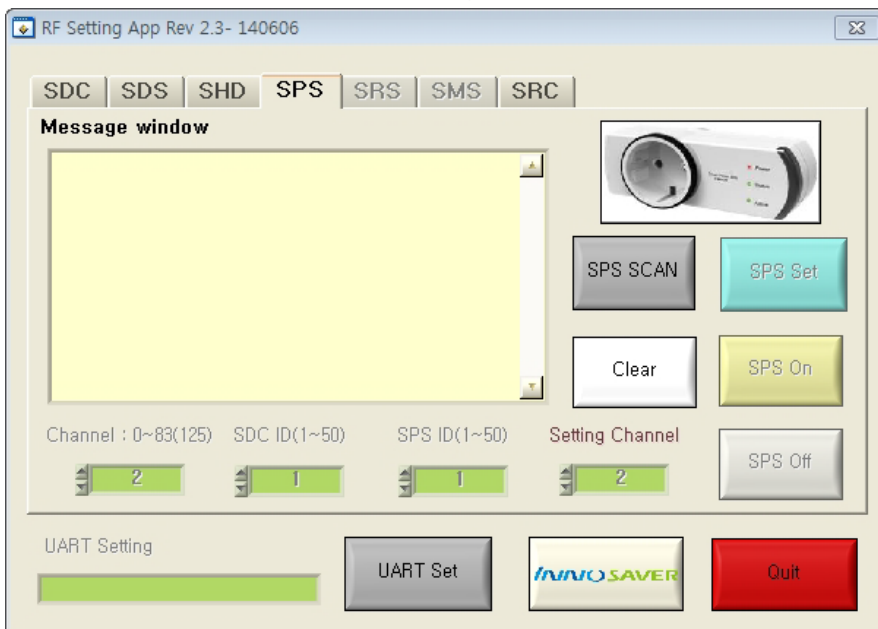 RF Setting App Rev 2.3- 140606
SDC SDS SHD SPS SRS SMS SRC
Message window
Power
Status
SPS SCAN
SPS Set
Clear
SPS On
Channel : 0~83(125) SDC ID(1~50) SPS ID(1~50) Setting Channel
SPS Off
2 1 1 2
UART Setting
UART Set
INNOSAVER
Quit